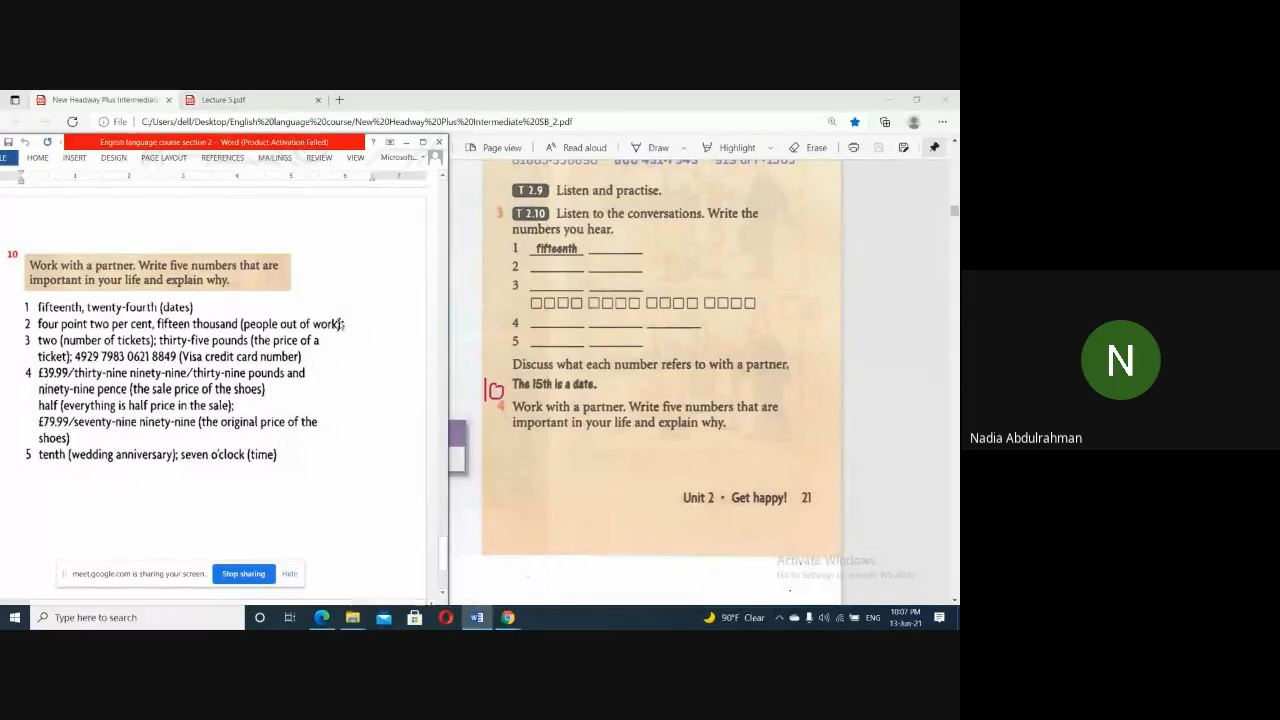 New Headway Plus Intermediate
Lecture 5.pdf
File
C:/Users/dell/Desktop/English%20language%20course/New%20Headway%20Plus%20Intermediate%20SB_2.pdf
English language course section 2 - Word (Product Activation Failed)
HOME INSERT DESIGN PAGE LAYOUT REFERENCES MAILINGS REVIEW VIEW Microsoft...
Page view Read aloud Draw Highlight Erase
1 2 3 4 5 6 7
10
Work with a partner. Write five numbers that are
important in your life and explain why.
1 fifteenth, twenty-fourth (dates)
2 four point two per cent, fifteen thousand (people out of work)
3 two (number of tickets); thirty-five pounds (the price of a
ticket); 4929 7983 0621 8849 (Visa credit card number)
4 £39.99/thirty-nine ninety-nine/thirty-nine pounds and
ninety-nine pence (the sale price of the shoes)
half (everything is half price in the sale);
£79.99/seventy-nine ninety-nine (the original price of the
shoes)
5 tenth (wedding anniversary); seven o'clock (time)
meet.google.com is sharing your screen.
Stop sharing
Hide
T 2.9 Listen and practise.
3 T 2.10 Listen to the conversations. Write the
numbers you hear.
1 fifteenth
2
3
4
5
Discuss what each number refers to with a partner.
The 15th is a date.
10
4 Work with a partner. Write five numbers that are
important in your life and explain why.
Unit 2 • Get happy! 21
Activate Windows
Type here to search
90°F Clear
ENG
10:07 PM
13-Jun-21
N
Nadia Abdulrahman